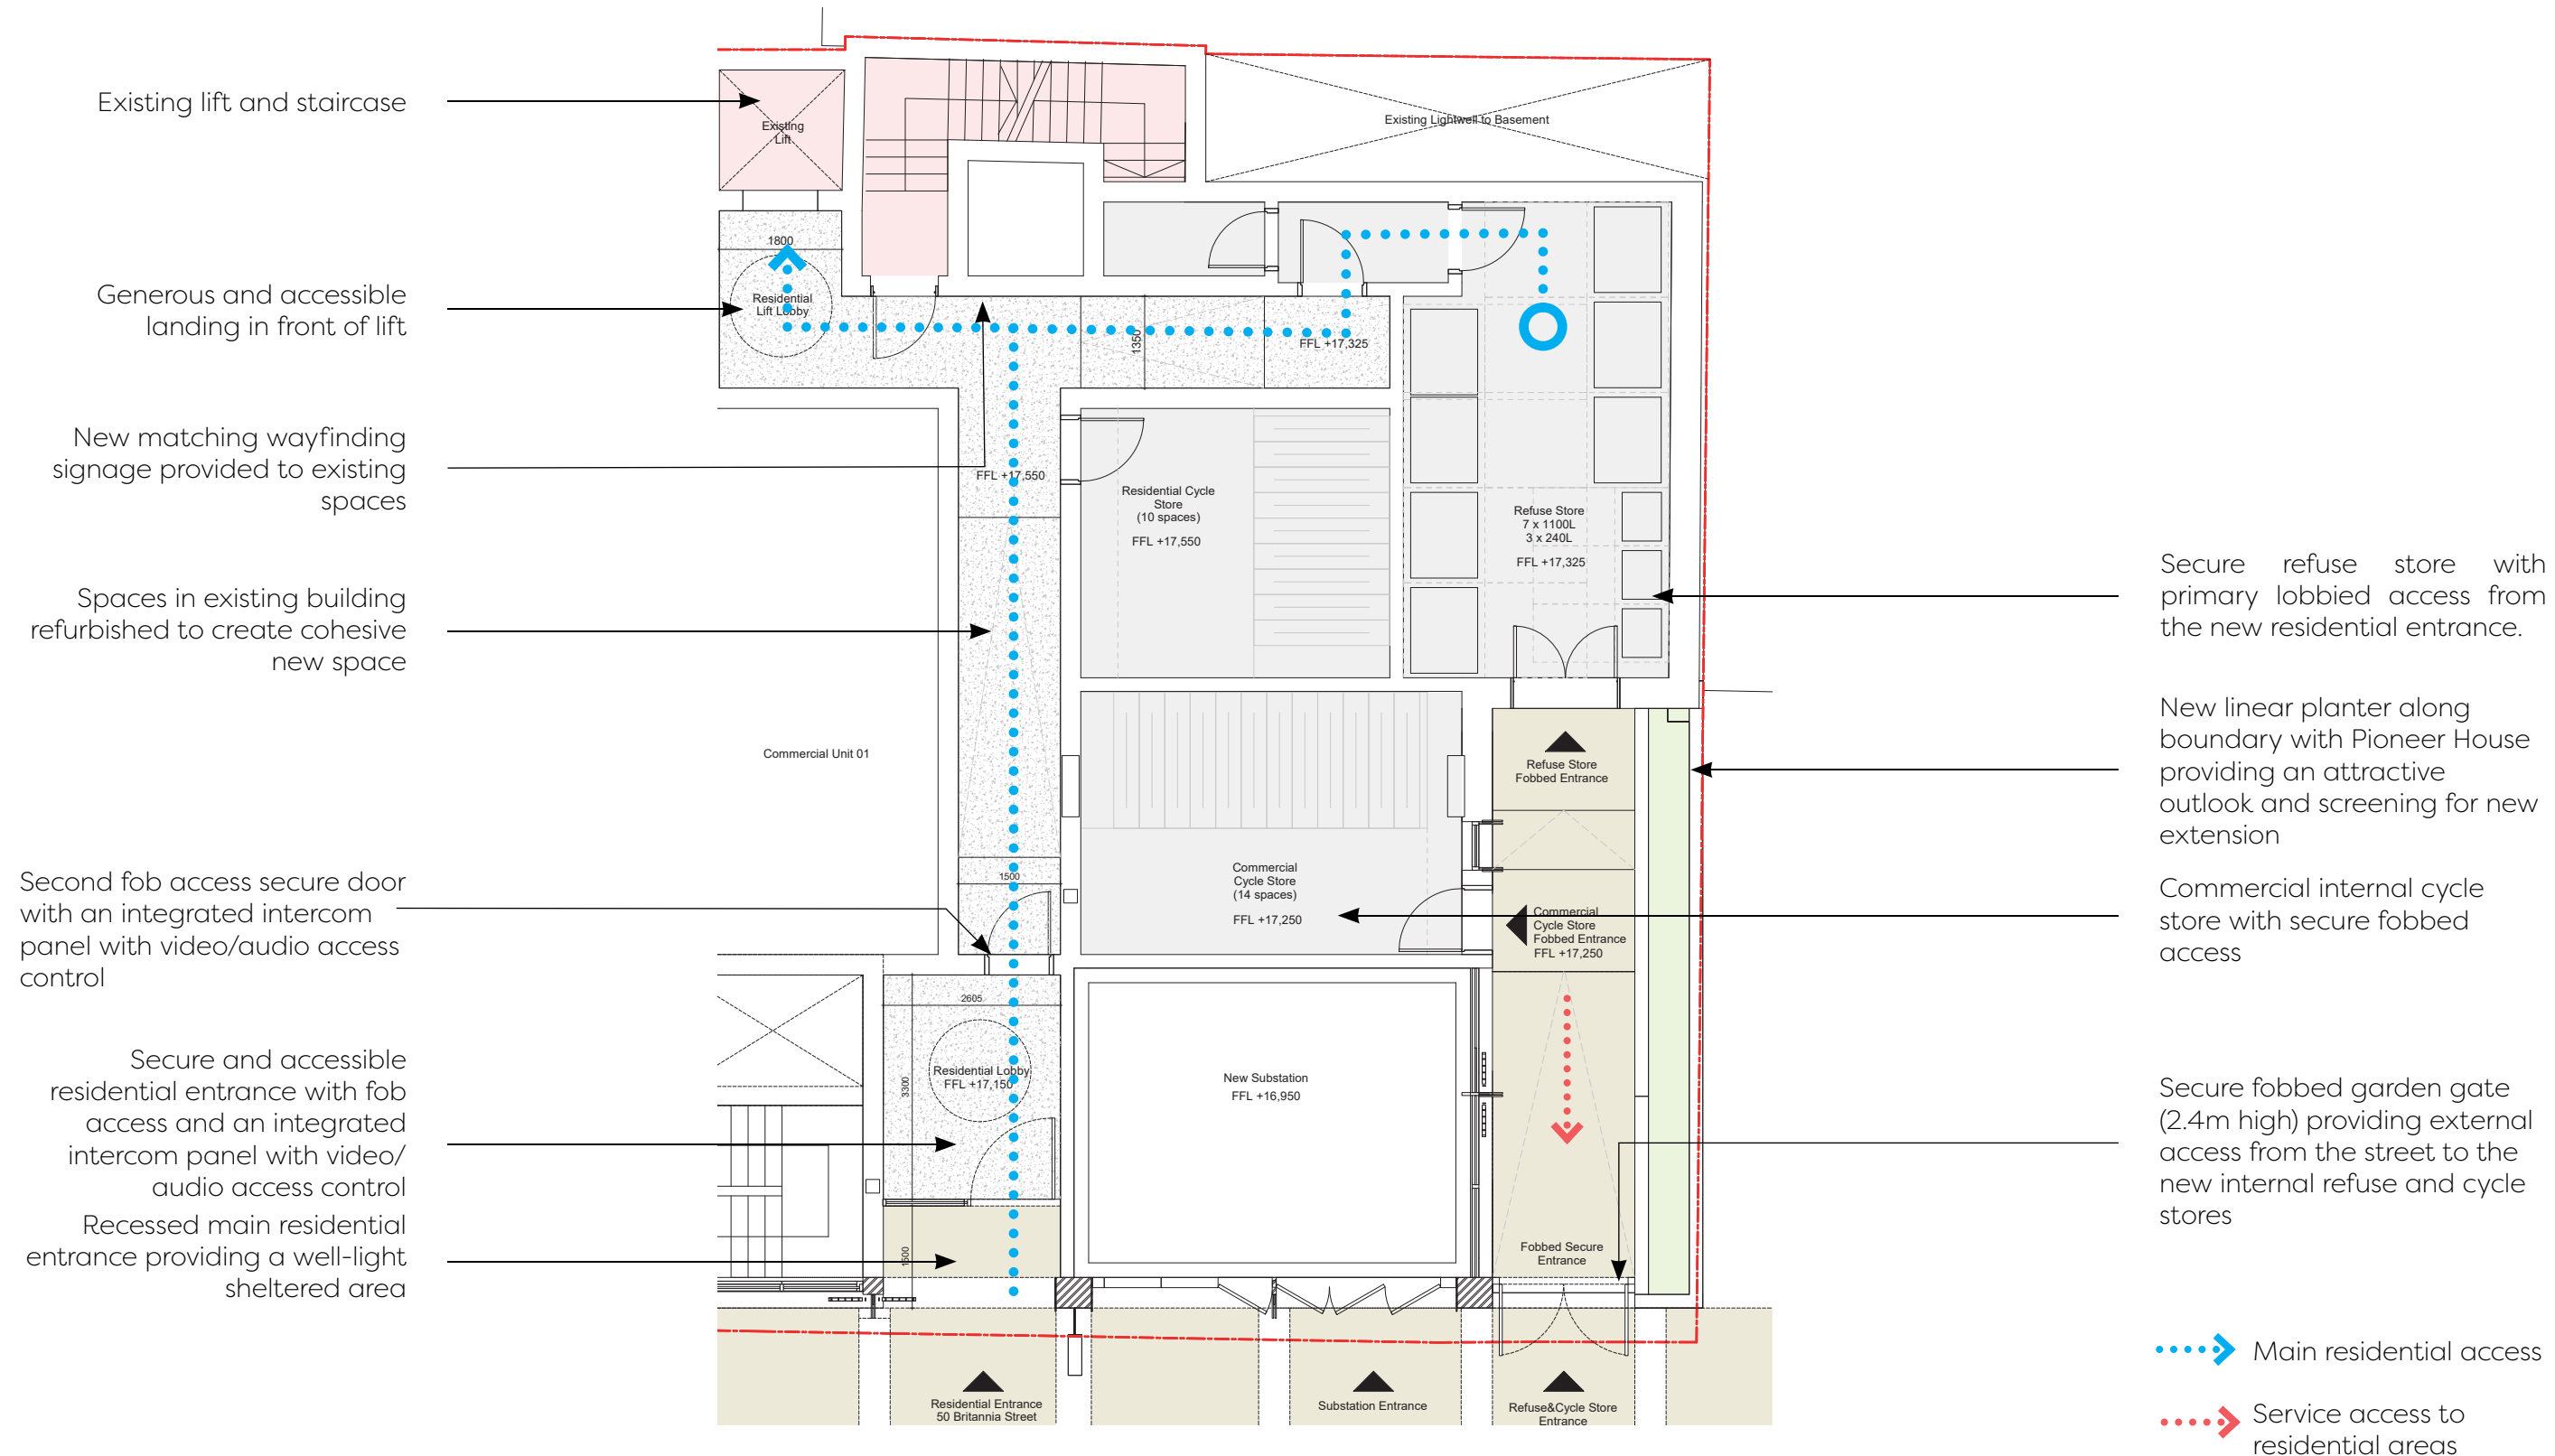 Existing lift and staircase
Generous and accessible
landing in front of lift
New matching wayfinding
signage provided to existing
spaces
Spaces in existing building
refurbished to create cohesive
new space
Second fob access secure door
with an integrated intercom
panel with video/audio access
control
Secure and accessible
residential entrance with fob
access and an integrated
intercom panel with video/
audio access control
Recessed main residential
entrance providing a well-light
sheltered area
Existing
Lift
Existing Lightwell to Basement
1800
Residential
Lift Lobby
1350
FFL +17,325
FFL +17,550
Residential Cycle
Store
(10 spaces)
FFL +17,550
Refuse Store
7 x 1100L
3 x 240L
FFL +17,325
Commercial Unit 01
Refuse Store
Fobbed Entrance
1500
Commercial
Cycle Store
(14 spaces)
FFL +17,250
Commercial
Cycle Store
Fobbed Entrance
FFL +17,250
2605
3300
Residential Lobby
FFL +17,150
New Substation
FFL +16,950
1500
Fobbed Secure
Entrance
Residential Entrance
50 Britannia Street
Substation Entrance
Refuse&Cycle Store
Entrance
Secure refuse store with
primary lobbied access from
the new residential entrance.
New linear planter along
boundary with Pioneer House
providing an attractive
outlook and screening for new
extension
Commercial internal cycle
store with secure fobbed
access
Secure fobbed garden gate
(2.4m high) providing external
access from the street to the
new internal refuse and cycle
stores
Main residential access
Service access to
residential areas